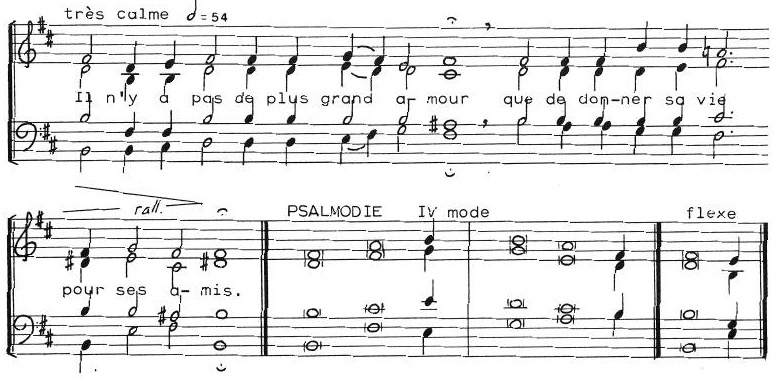 très calme 𝅗𝅥 = 54
Il n'y a pas de plus grand a- mour que de don-ner sa vie
rall.
PSALMODIE IV mode flexe
pour ses a- mis.